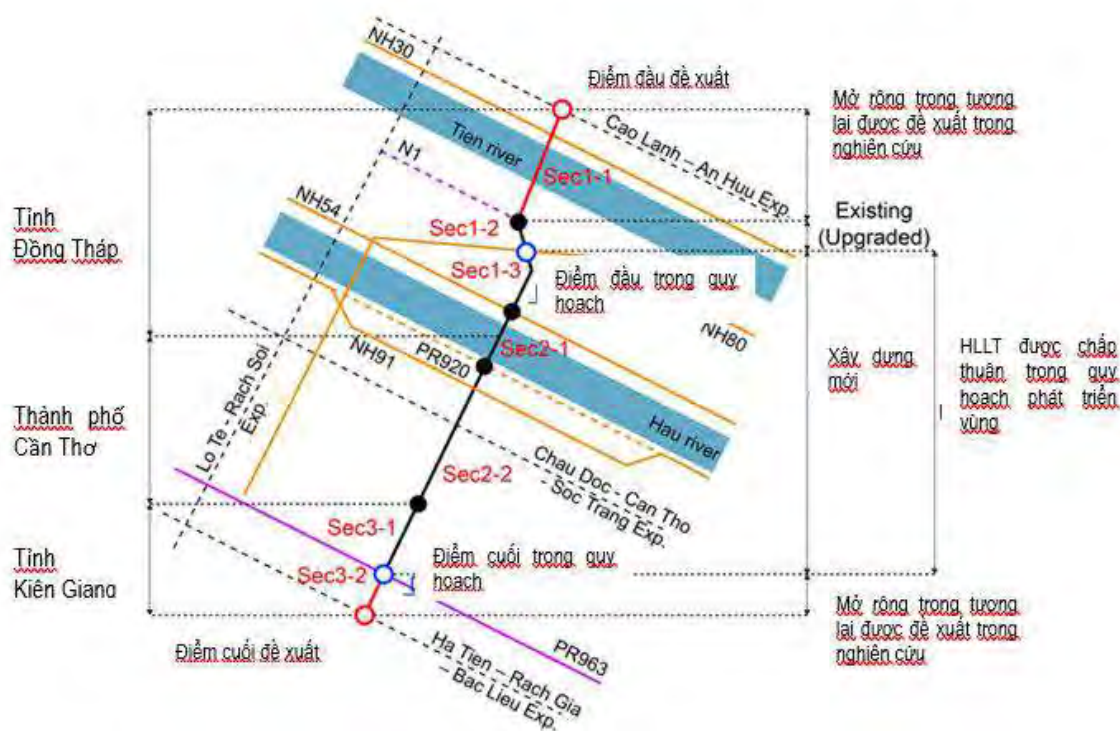 NH30
Điểm đầu đề xuất
Cao Lanh – An Huu Exp.
Tien river
N1
Sec1-1
NH54
Sec1-2
Sec1-3
Điểm đầu trong quy
hoạch
NH80
Tỉnh
Đồng Tháp
Mở rộng trong tương
lai được đề xuất trong
nghiên cứu
Existing
(Upgraded)
Xây dựng
mới
HLLT được chấp
thuận trong quy
hoạch phát triển
vùng
Lo Te - Rach Soi
Exp.
NH91
PR920
Sec2-1
Hau river
Thành phố
Cần Thơ
Sec2-2
Chau Doc - Can Tho
- Soc Trang Exp.
Sec3-1
Tỉnh
Kiên Giang
Sec3-2
Điểm cuối trong quy
hoạch
Điểm cuối đề xuất
PR963
Ha Tien – Rach Gia
- Bac Lieu Exp.
Mở rộng trong tương
lai được đề xuất trong
nghiên cứu